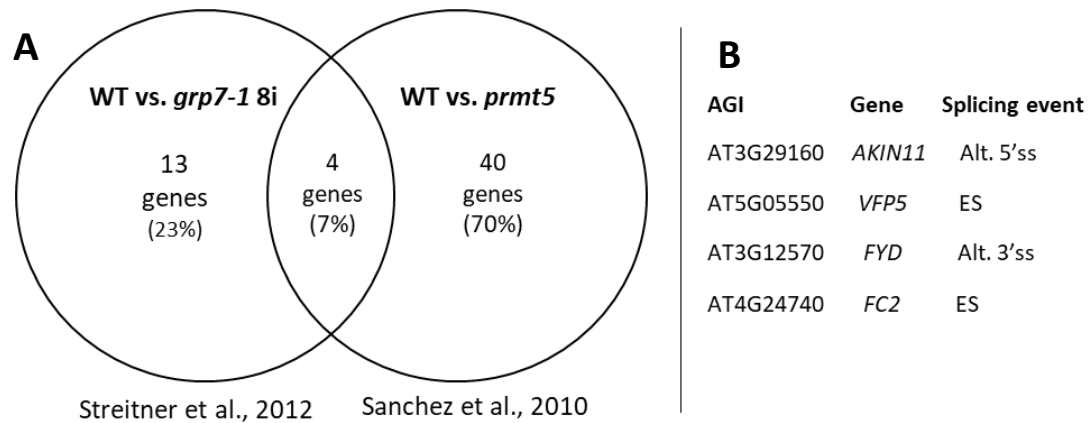 A
WT vs. grp7-1 8i
WT vs. prmt5
13
genes
(23%)
4
genes
(7%)
40
genes
(70%)
Streitner et al., 2012
Sanchez et al., 2010
B
AGI Gene Splicing event
AT3G29160 AKIN11 Alt. 5'ss
AT5G05550 VFP5 ES
AT3G12570 FYD Alt. 3'ss
AT4G24740 FC2 ES